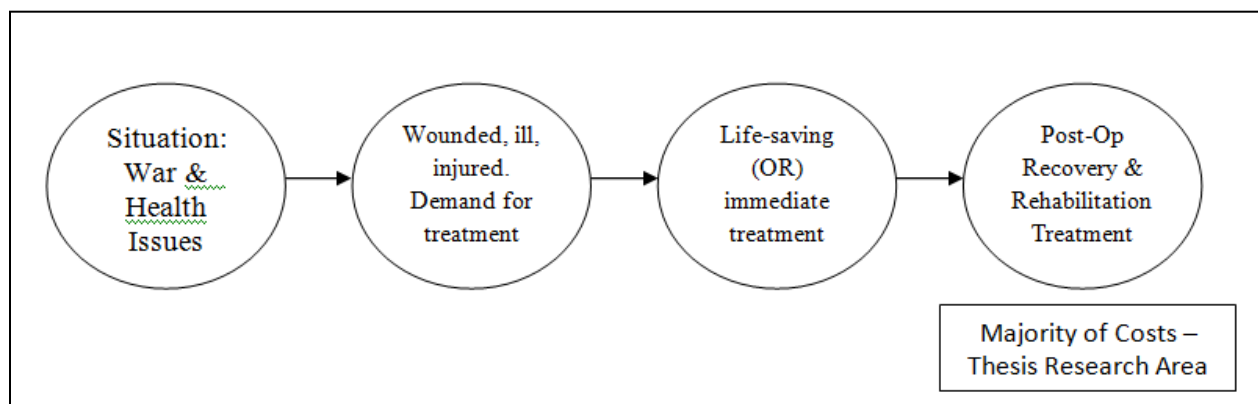 Situation:
War &
Health
Issues
Wounded, ill,
injured.
Demand for
treatment
Life-saving
(OR)
immediate
treatment
Post-Op
Recovery &
Rehabilitation
Treatment
Majority of Costs –
Thesis Research Area